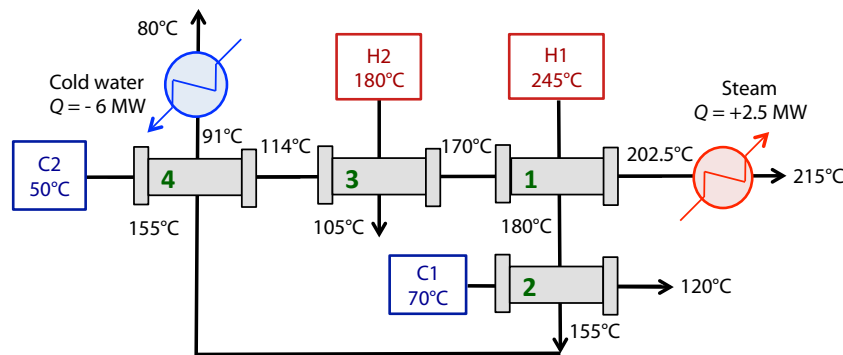 80°C
H2
180°C
H1
245°C
Cold water
Q = - 6 MW
Steam
Q = +2.5 MW
91°C
114°C
170°C
202.5°C
C2
50°C
4
3
1
215°C
155°C
105°C
180°C
C1
70°C
2
120°C
155°C